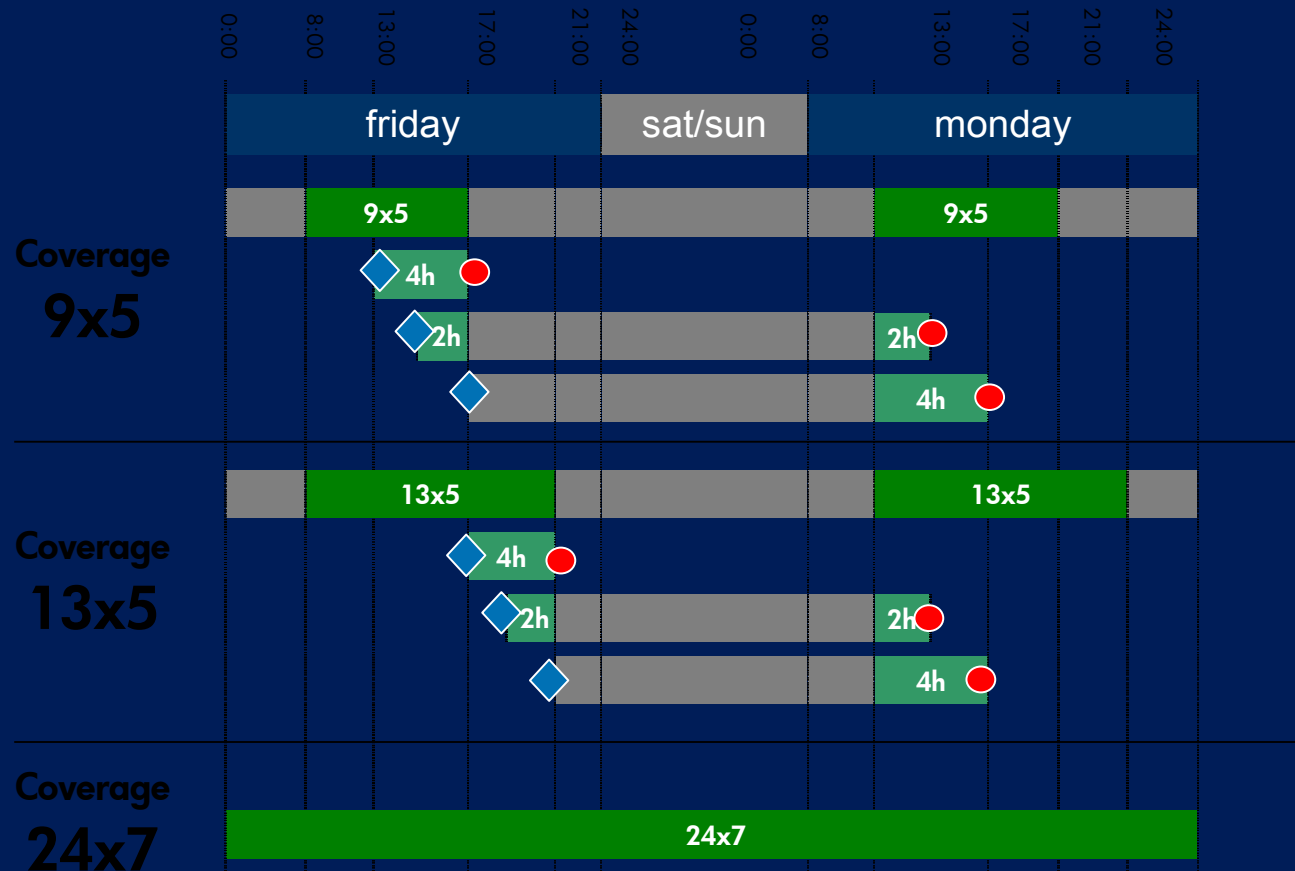 0:00
8:00
13:00
17:00
21:00
24:00
0:00
8:00
13:00
17:00
21:00
24:00
friday sat/sun monday
9x5 9x5
Coverage
9x5
4h
2h 2h
4h
13x5 13x5
Coverage
13x5
4h
2h 2h
4h
Coverage
24x7
24x7